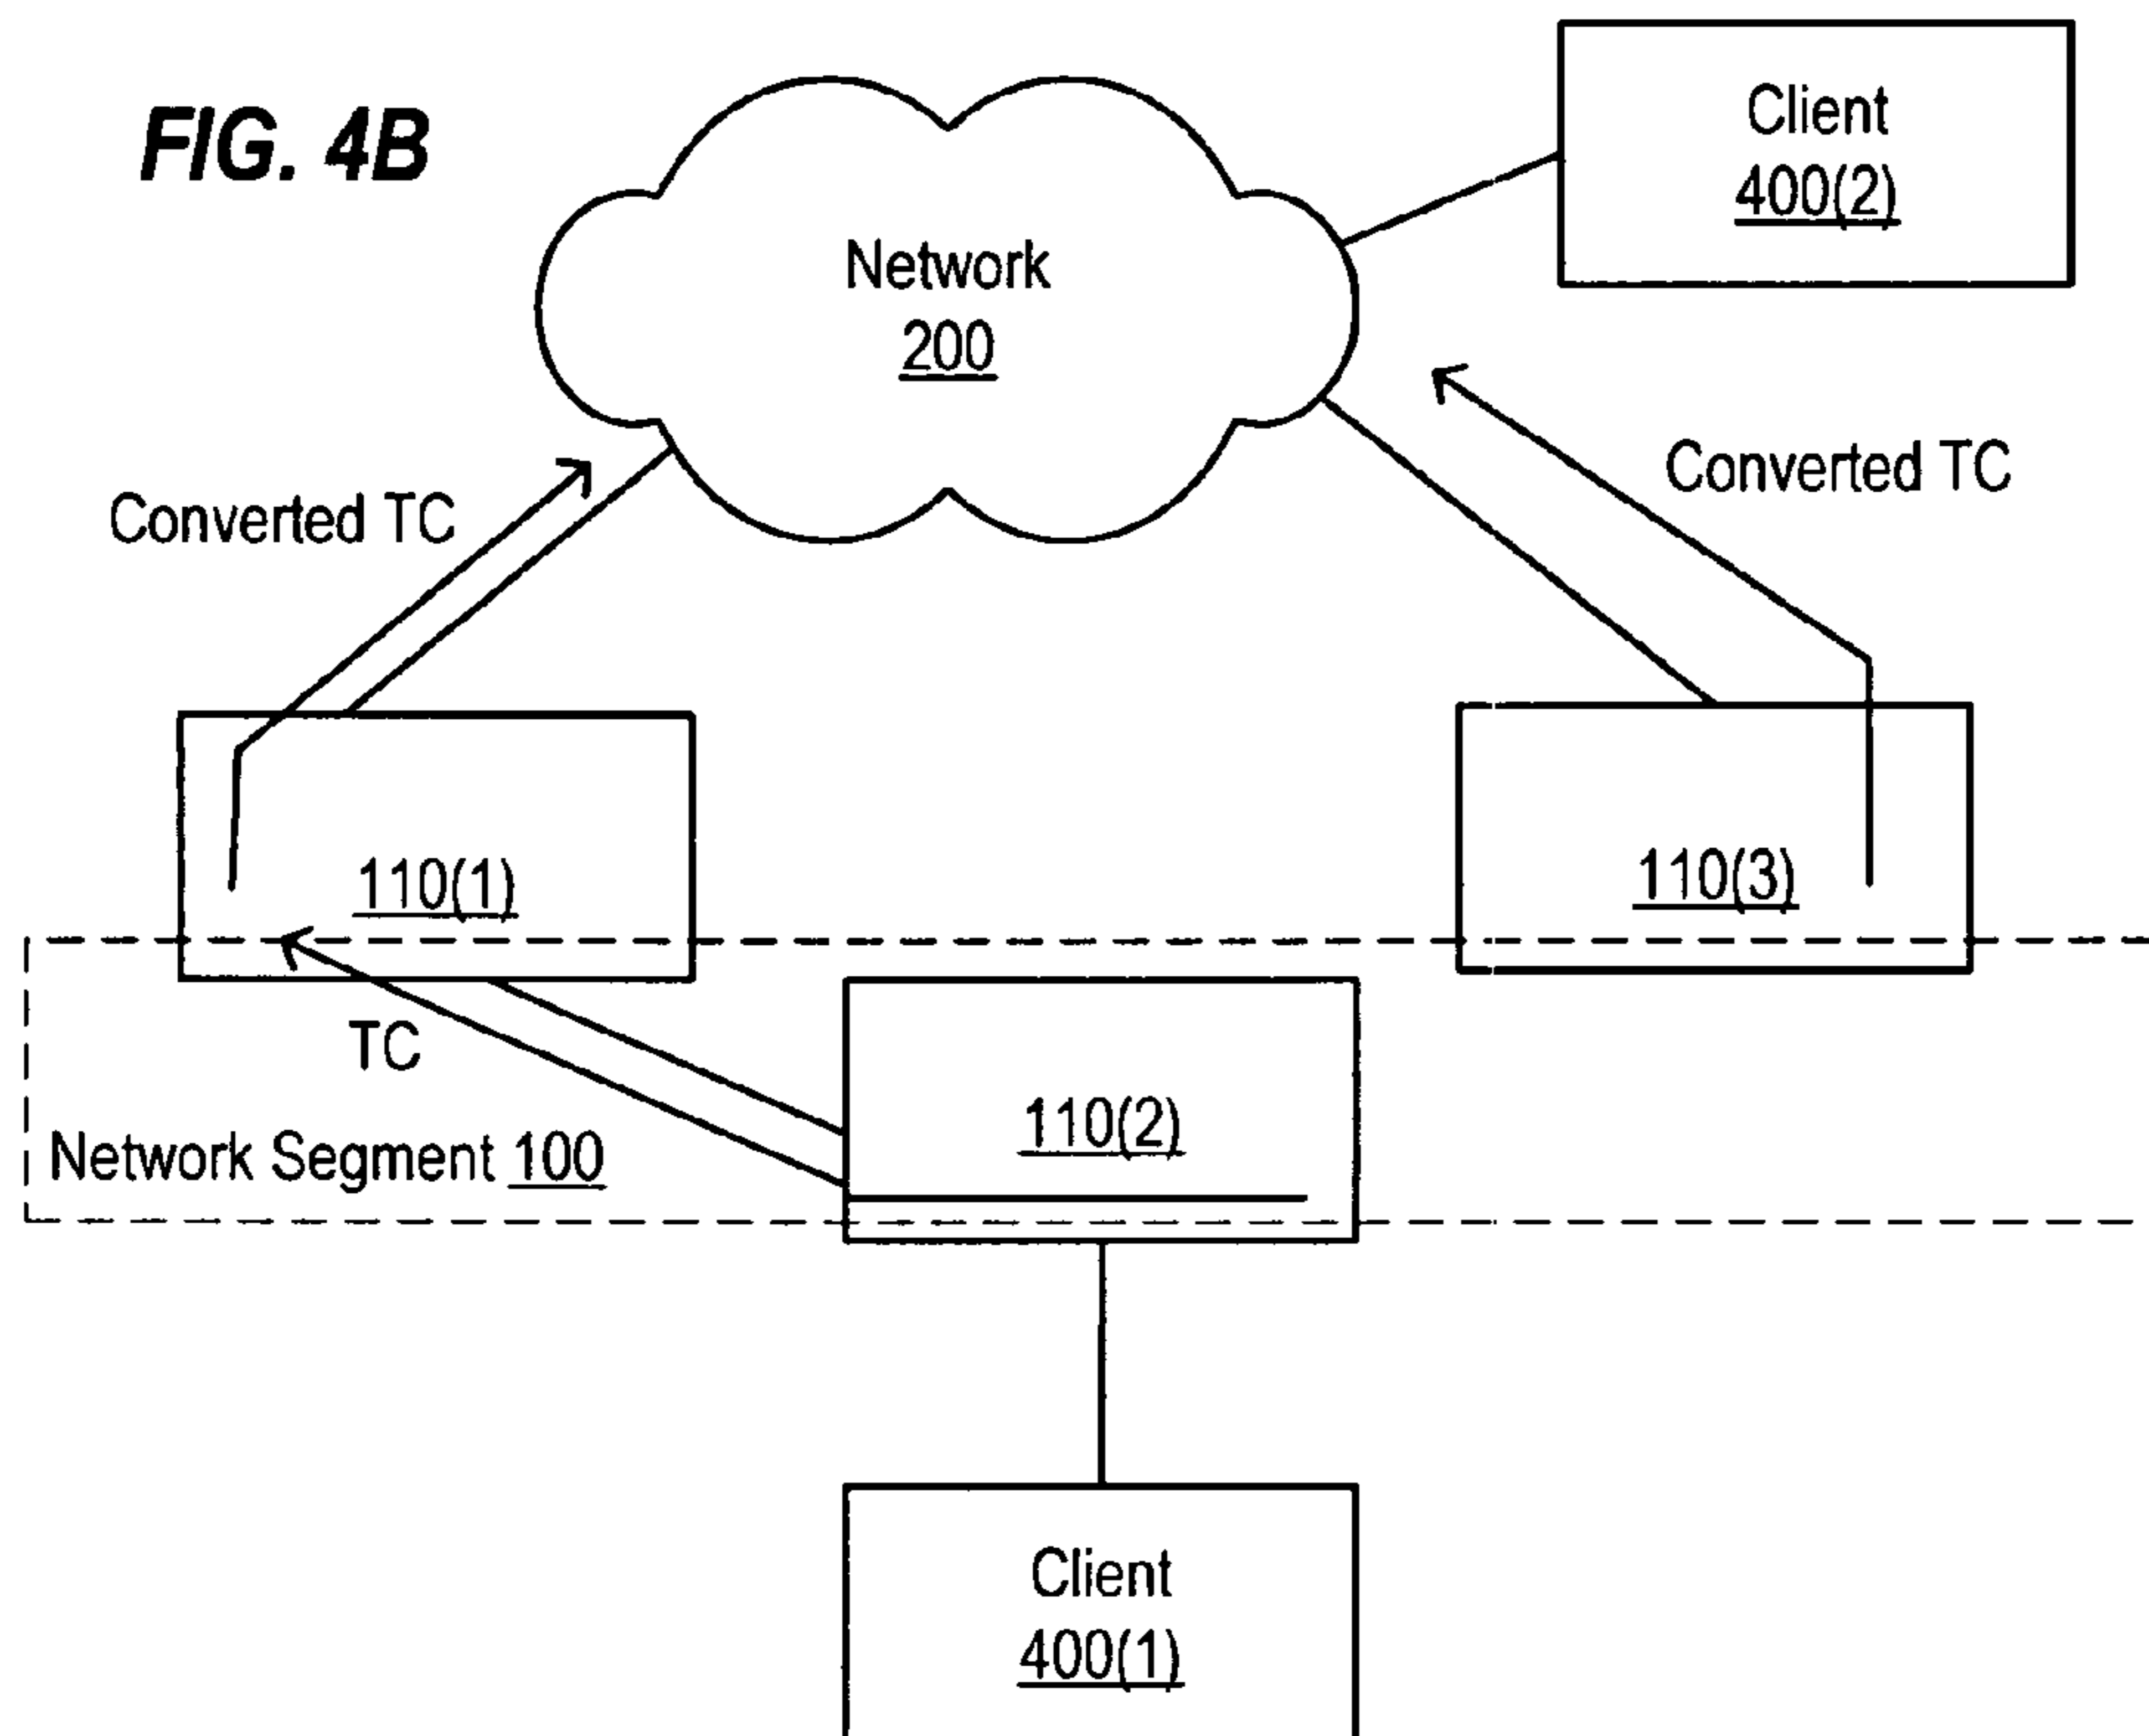 FIG. 4B
Client
400(2)
Network
200
Converted TC
Converted TC
110(1)
110(3)
TC
110(2)
Network Segment 100
Client
400(1)